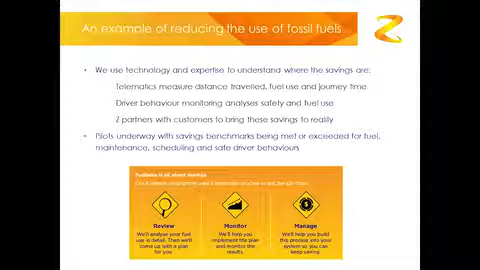 An example of reducing the use of fossil fuels
• We use technology and expertise to understand where the savings are:
Telematics measure distance travelled, fuel use and journey time
Driver behaviour monitoring analyses safety and fuel use
Z partners with customers to bring these savings to reality
• Pilots underway with savings benchmarks being met or exceeded for fuel,
maintenance, scheduling and safe driver behaviours
is all about savings
Review
Monitor
Manage
We'll analyse your fuel
use in detail. Then we'll
come up with a plan
for you
We'll help you
implement the plan
and monitor the
results.
We'll help you build
this process into your
system so you can
keep saving